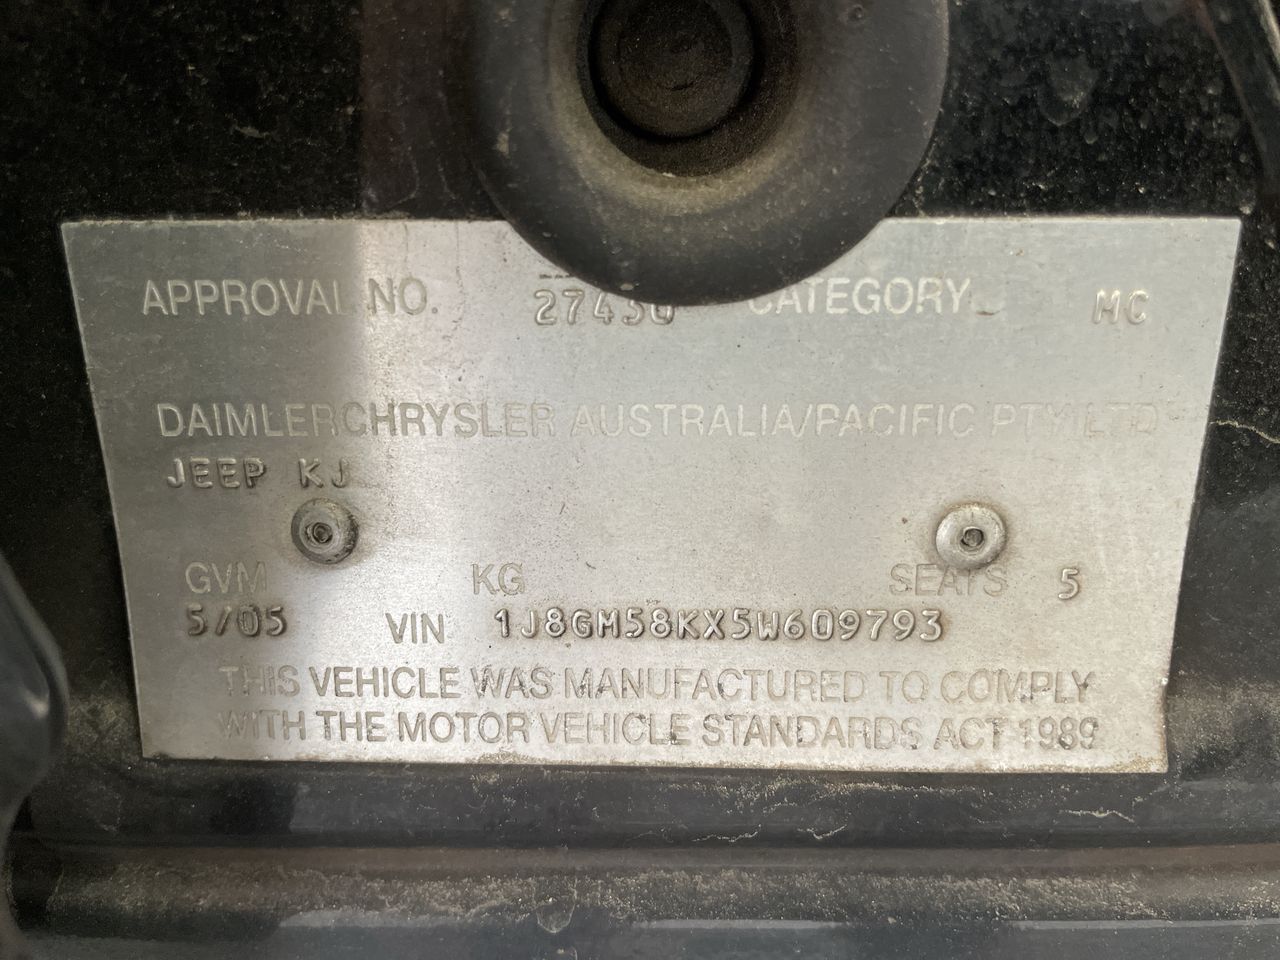 APPROVAL NO. 27430 CATEGORY MC
DAIMLERCHRYSLER AUSTRALIA/PACIFIC PTY LTD
JEEP KJ
GVM KG SEATS 5
5/05 VIN 1J8GM58KX5W609793
THIS VEHICLE WAS MANUFACTURED TO COMPLY
WITH THE MOTOR VEHICLE STANDARDS ACT 1989